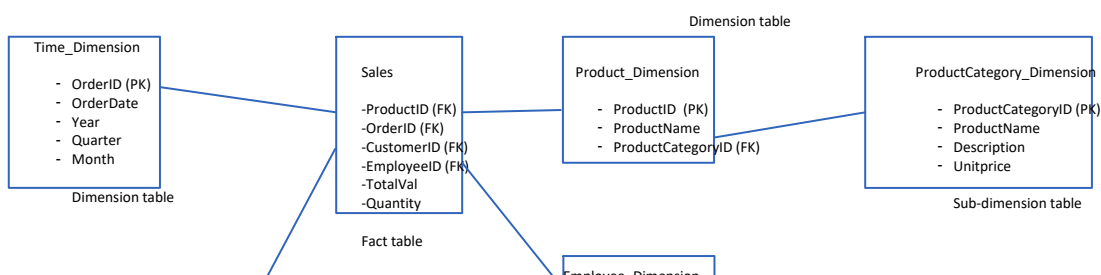 Dimension table
Time_Dimension
- OrderID (PK)
- OrderDate
- Year
- Quarter
- Month
Dimension table
Sales
-ProductID (FK)
-OrderID (FK)
-CustomerID (FK)
-EmployeeID (FK)
-TotalVal
-Quantity
Fact table
Product_Dimension
- ProductID (PK)
- ProductName
- ProductCategoryID (FK)
ProductCategory_Dimension
- ProductCategoryID (PK)
- ProductName
- Description
- Unitprice
Sub-dimension table
Employee_Dimension